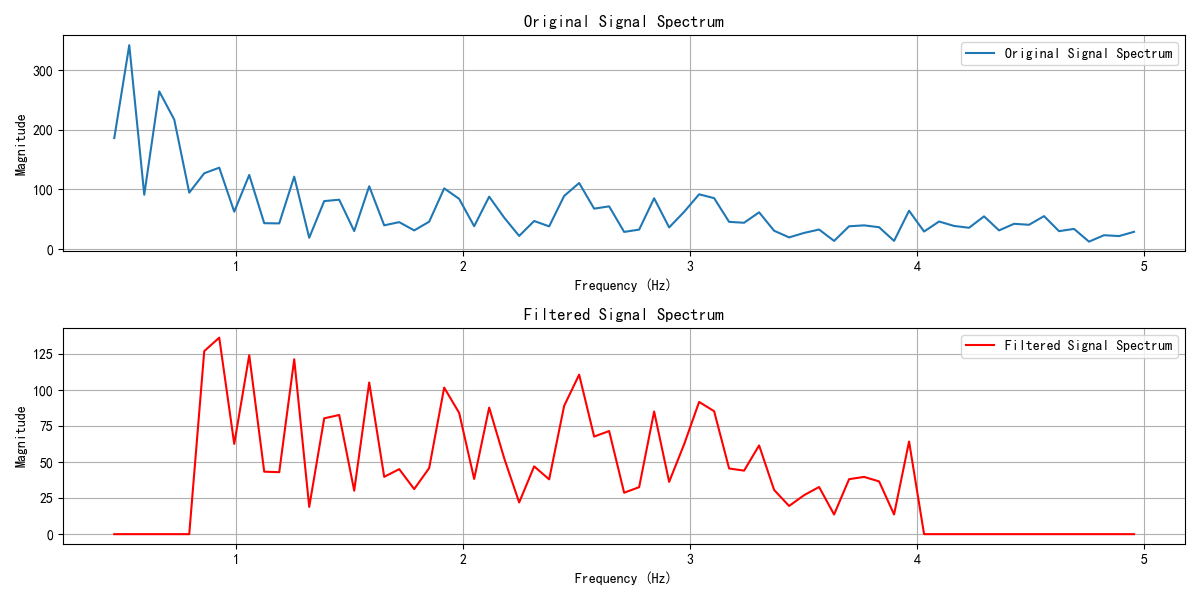 Original Signal Spectrum
Original Signal Spectrum
300
200
100
0
Magnitude
1 2 3 4 5
Frequency (Hz)
Filtered Signal Spectrum
Filtered Signal Spectrum
125
100
75
50
25
0
Magnitude
1 2 3 4 5
Frequency (Hz)